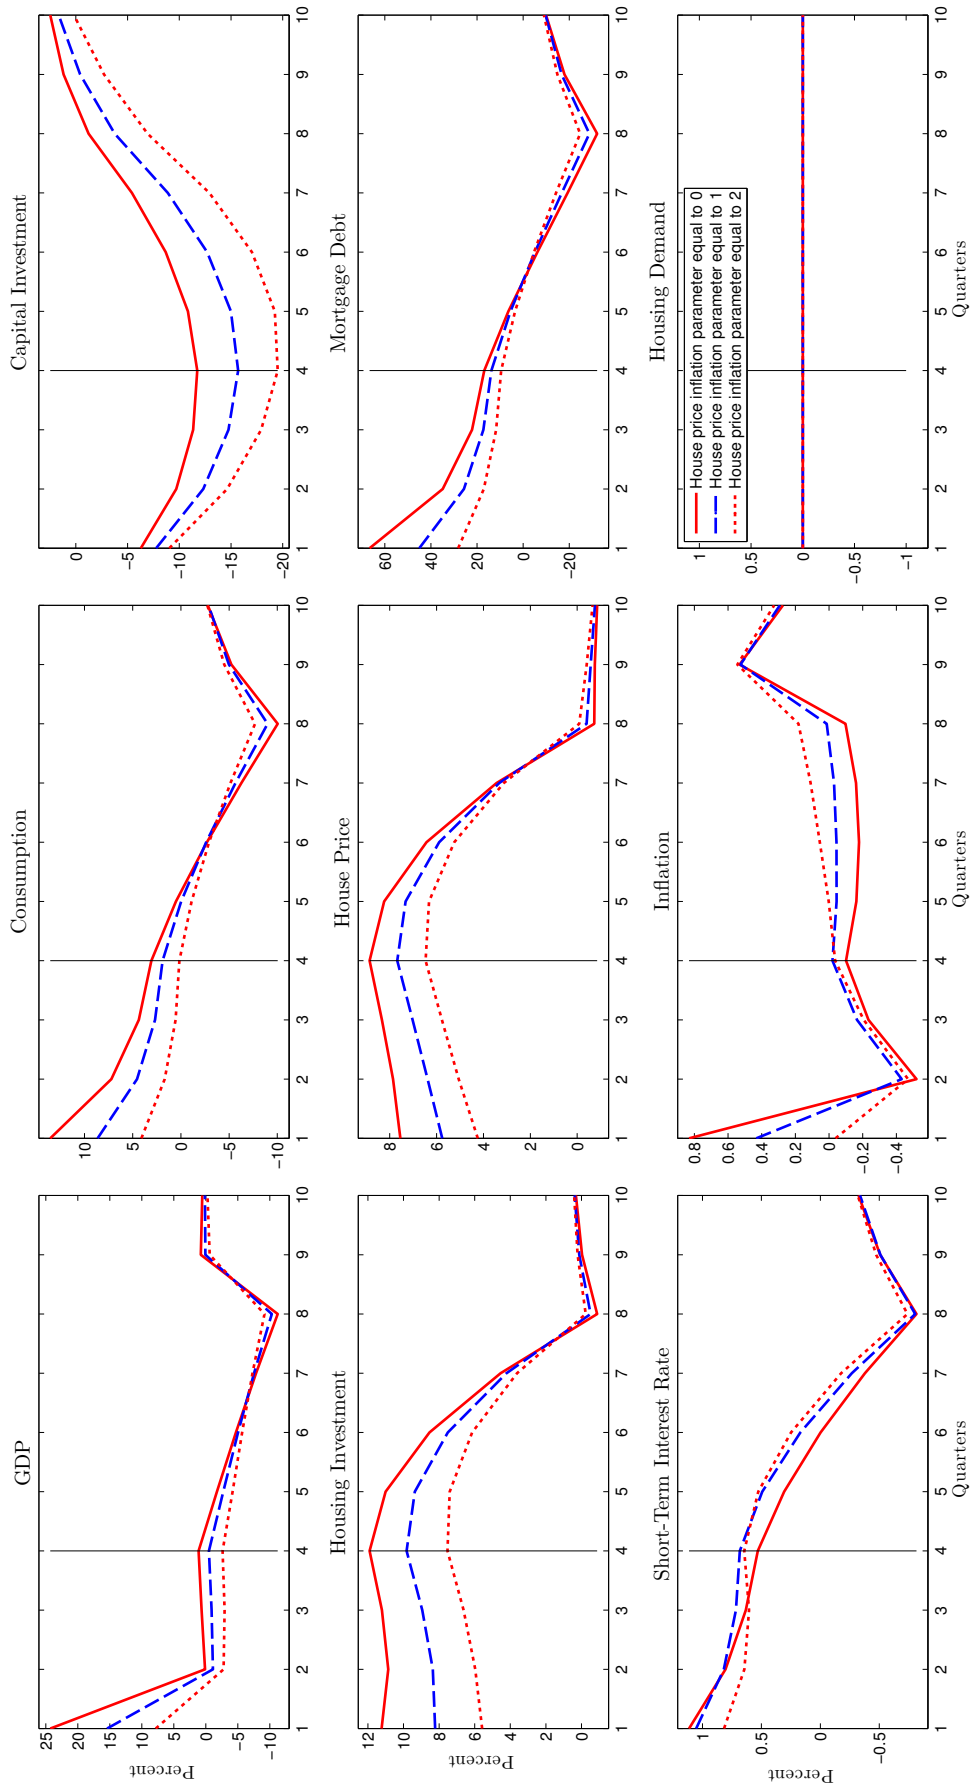 GDP
25
20
15
10
5
0
−5
−10
1 2 3 4 5 6 7 8 9 10
Percent
Consumption
10
5
0
−5
−10
1 2 3 4 5 6 7 8 9 10
Capital Investment
0
−5
−10
−15
−20
1 2 3 4 5 6 7 8 9 10
Housing Investment
12
10
8
6
4
2
0
1 2 3 4 5 6 7 8 9 10
Percent
House Price
8
6
4
2
0
1 2 3 4 5 6 7 8 9 10
Mortgage Debt
60
40
20
0
−20
1 2 3 4 5 6 7 8 9 10
Short-Term Interest Rate
1
0.5
0
−0.5
1 2 3 4 5 6 7 8 9 10
Percent
Quarters
Inflation
0.8
0.6
0.4
0.2
0
−0.2
−0.4
1 2 3 4 5 6 7 8 9 10
Quarters
Housing Demand
1
0.5
0
−0.5
−1
House price inflation parameter equal to 0
House price inflation parameter equal to 1
House price inflation parameter equal to 2
1 2 3 4 5 6 7 8 9 10
Quarters